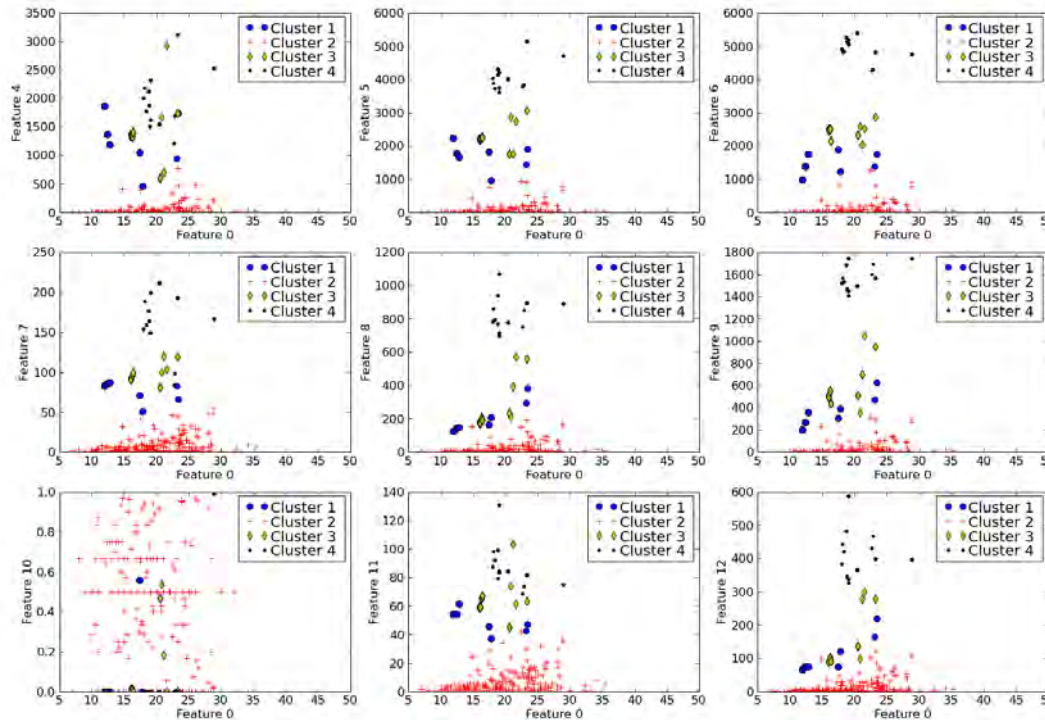 3500
3000
2500
2000
1500
1000
500
0
Feature 4
5 10 15 20 25 30 35 40 45 50
Feature 0
Cluster 1
Cluster 2
Cluster 3
Cluster 4
6000
5000
4000
3000
2000
1000
0
Feature 5
5 10 15 20 25 30 35 40 45 50
Feature 0
Cluster 1
Cluster 2
Cluster 3
Cluster 4
6000
5000
4000
3000
2000
1000
0
Feature 6
5 10 15 20 25 30 35 40 45 50
Feature 0
Cluster 1
Cluster 2
Cluster 3
Cluster 4
250
200
150
100
50
0
Feature 7
5 10 15 20 25 30 35 40 45 50
Feature 0
Cluster 1
Cluster 2
Cluster 3
Cluster 4
1200
1000
800
600
400
200
0
Feature 8
5 10 15 20 25 30 35 40 45 50
Feature 0
Cluster 1
Cluster 2
Cluster 3
Cluster 4
1800
1600
1400
1200
1000
800
600
400
200
0
Feature 9
5 10 15 20 25 30 35 40 45 50
Feature 0
Cluster 1
Cluster 2
Cluster 3
Cluster 4
1.0
0.8
0.6
0.4
0.2
0.0
Feature 10
5 10 15 20 25 30 35 40 45 50
Feature 0
Cluster 1
Cluster 2
Cluster 3
Cluster 4
140
120
100
80
60
40
20
0
Feature 11
5 10 15 20 25 30 35 40 45 50
Feature 0
Cluster 1
Cluster 2
Cluster 3
Cluster 4
600
500
400
300
200
100
0
Feature 12
5 10 15 20 25 30 35 40 45 50
Feature 0
Cluster 1
Cluster 2
Cluster 3
Cluster 4